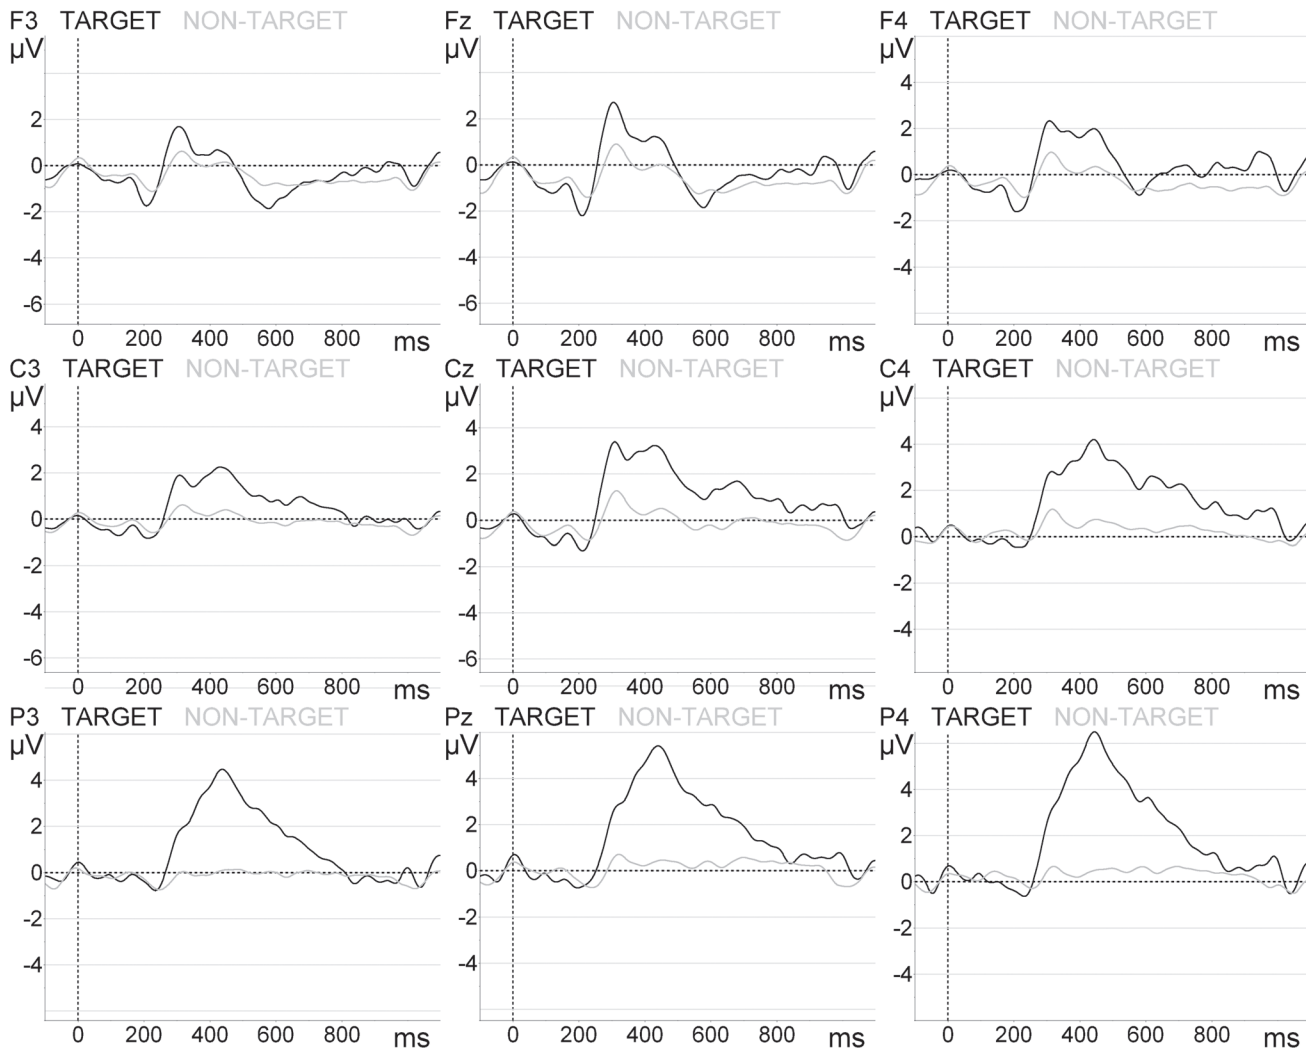 F3 TARGET NON-TARGET
µV
2
0
-2
-4
-6
0 200 400 600 800 ms
Fz TARGET NON-TARGET
µV
2
0
-2
-4
-6
0 200 400 600 800 ms
F4 TARGET NON-TARGET
µV
4
2
0
-2
-4
0 200 400 600 800 ms
C3 TARGET NON-TARGET
µV
4
2
0
-2
-4
-6
0 200 400 600 800 ms
Cz TARGET NON-TARGET
µV
4
2
0
-2
-4
-6
0 200 400 600 800 ms
C4 TARGET NON-TARGET
µV
4
2
0
-2
-4
0 200 400 600 800 ms
P3 TARGET NON-TARGET
µV
4
2
0
-2
-4
0 200 400 600 800 ms
Pz TARGET NON-TARGET
µV
4
2
0
-2
-4
0 200 400 600 800 ms
P4 TARGET NON-TARGET
µV
4
2
0
-2
-4
0 200 400 600 800 ms